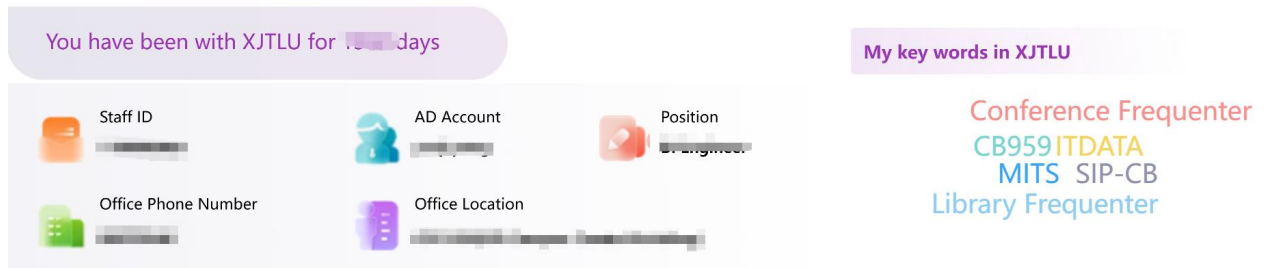 You have been with XJTLU for days
My key words in XJTLU
Staff ID
AD Account
Position
Engineer
Office Phone Number
Office Location
Conference Frequenter
CB959 ITDATA
MITS SIP-CB
Library Frequenter